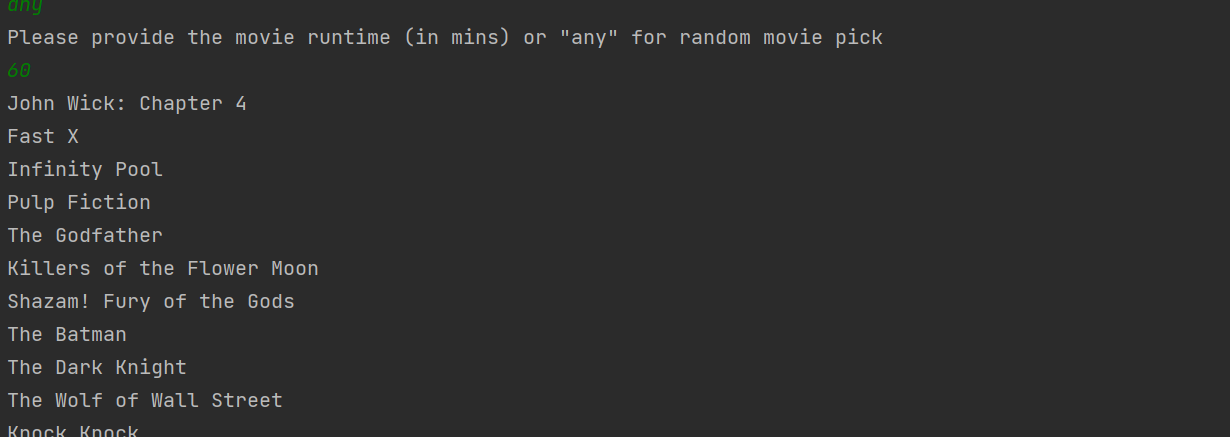 any
Please provide the movie runtime (in mins) or "any" for random movie pick
60
John Wick: Chapter 4
Fast X
Infinity Pool
Pulp Fiction
The Godfather
Killers of the Flower Moon
Shazam! Fury of the Gods
The Batman
The Dark Knight
The Wolf of Wall Street
Knock Knock